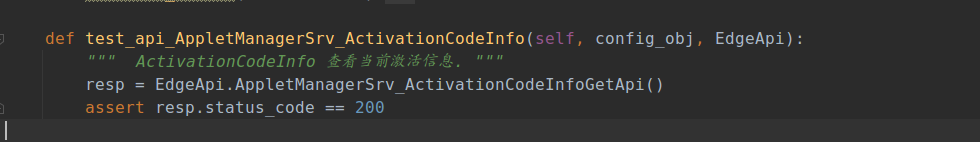 def test_api_AppletManagerSrv_ActivationCodeInfo(self, config_obj, EdgeApi):
""" ActivationCodeInfo 查看当前激活信息. """
resp = EdgeApi.AppletManagerSrv_ActivationCodeInfoGetApi()
assert resp.status_code == 200